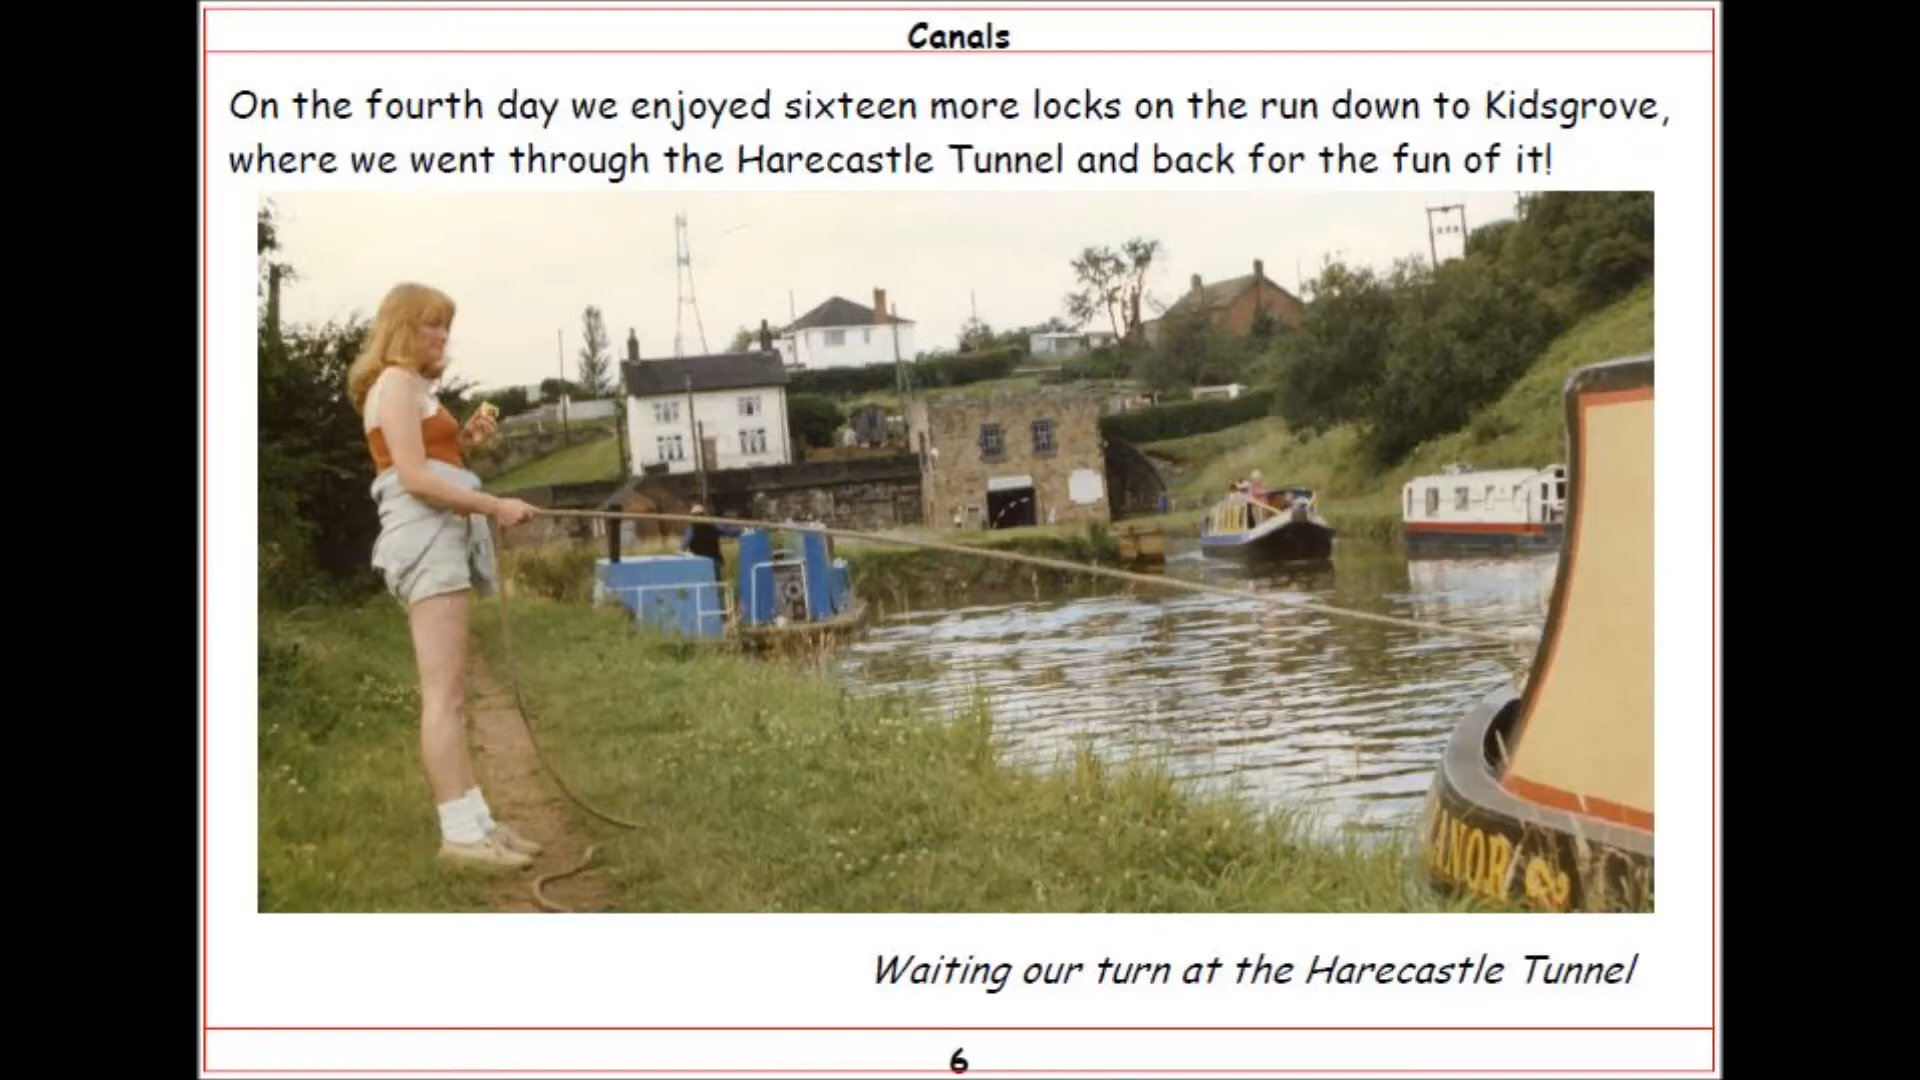 Canals
On the fourth day we enjoyed sixteen more locks on the run down to Kidsgrove,
where we went through the Harecastle Tunnel and back for the fun of it!
ANOR
Waiting our turn at the Harecastle Tunnel
6